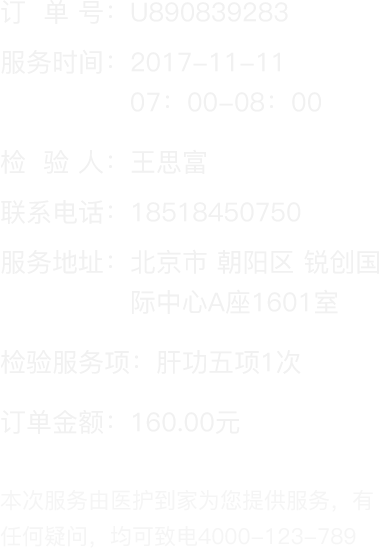 订 单 号：U890839283
服务时间：2017-11-11
07：00-08：00
检 验 人：王思富
联系电话：18518450750
服务地址：北京市 朝阳区 锐创国
际中心A座1601室
检验服务项：肝功五项1次
订单金额：160.00元
本次服务由医护到家为您提供服务，有
任何疑问，均可致电4000-123-789